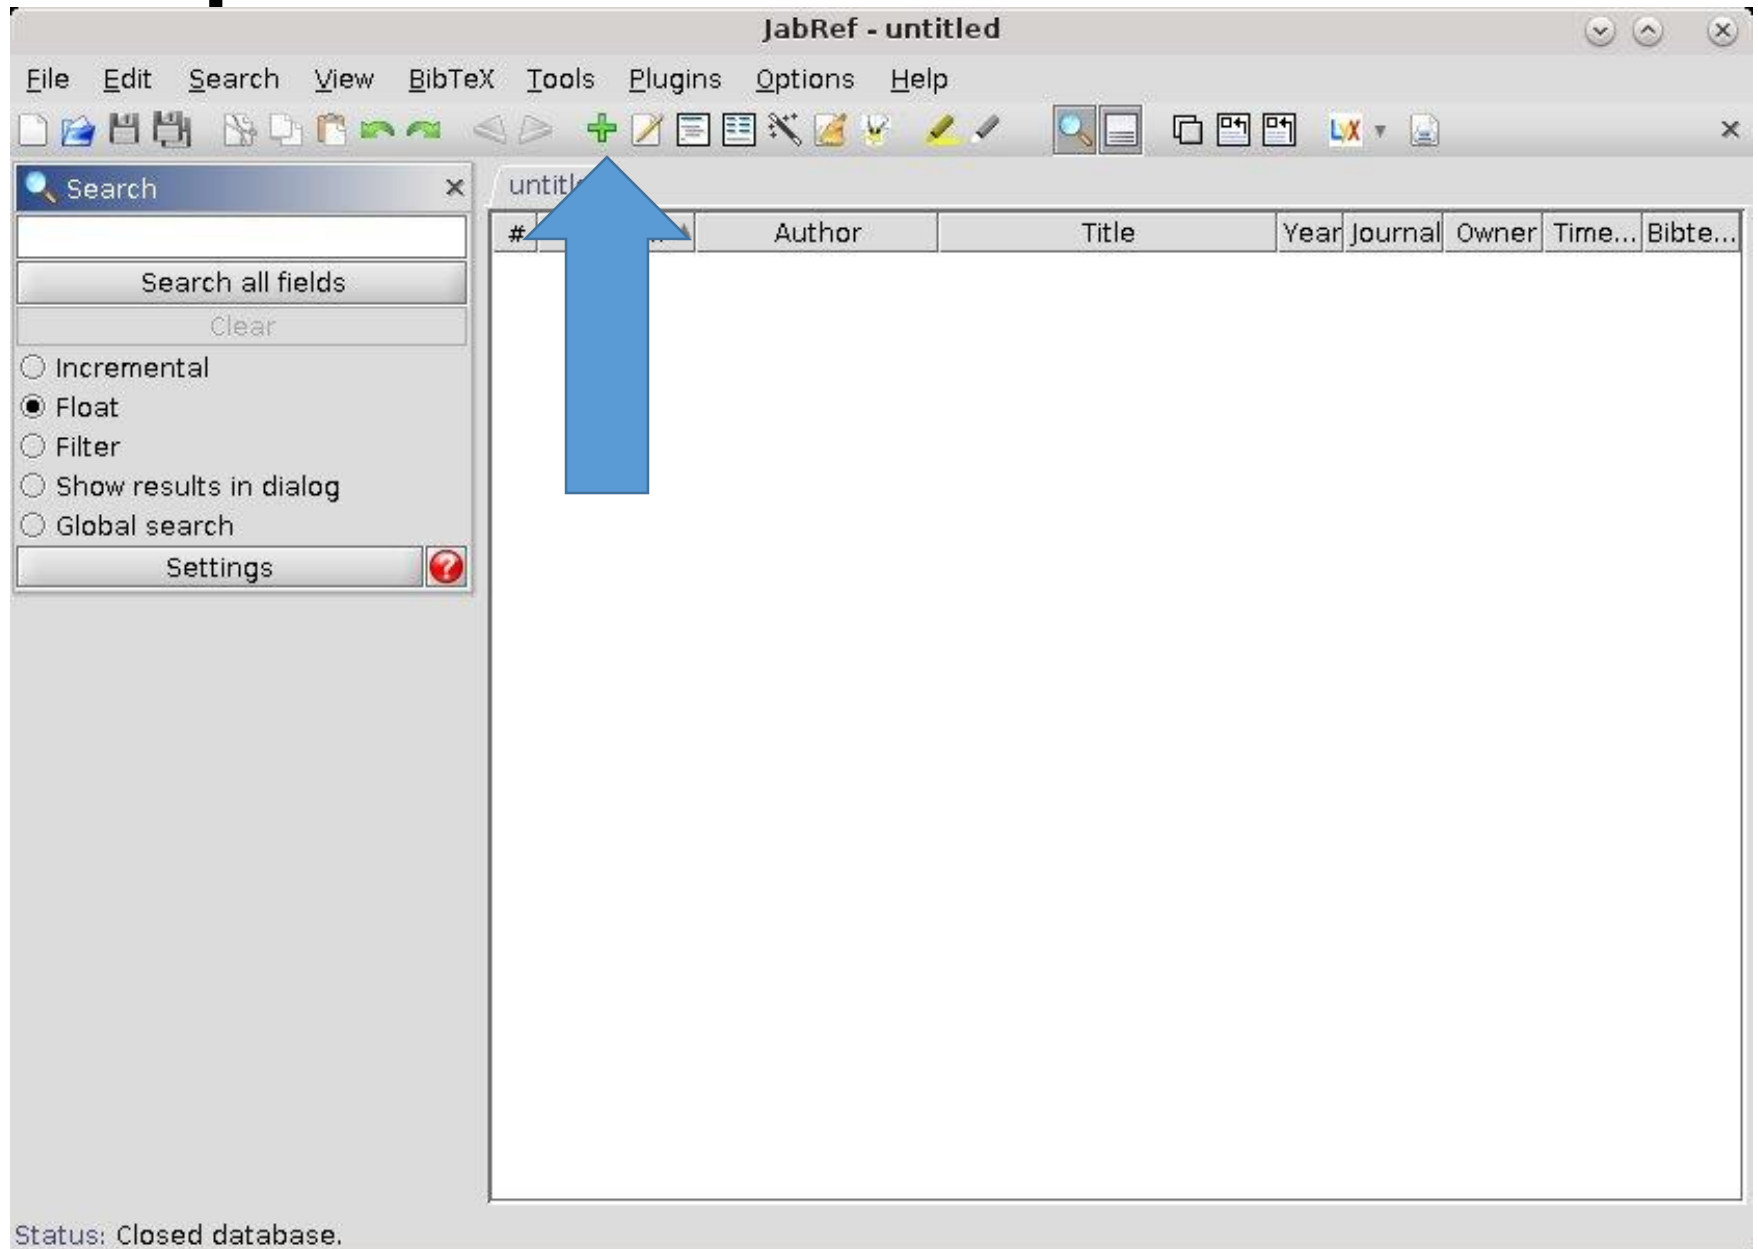 JabRef - untitled
File Edit Search View BibTeX Tools Plugins Options Help
Search
Search all fields
Clear
Incremental
Float
Filter
Show results in dialog
Global search
Settings
# Author Title Year Journal Owner Time... Bibte...
Status: Closed database.